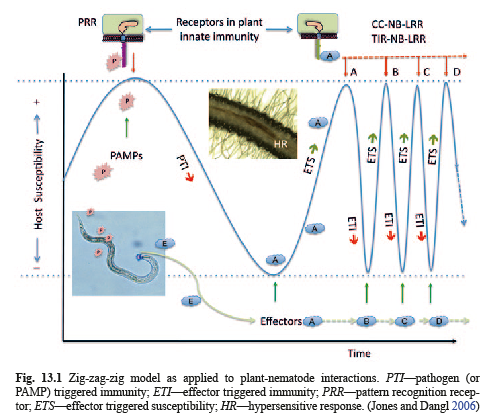 PRR
Receptors in plant
innate immunity
CC-NB-LRR
TIR-NB-LRR
P
A
A B C D
+
Host Susceptibility
–
P
PAMPs
P
PTI
HR
A
ETS
ETS
ETS
ETS
ETI
ETI
ETI
P
P
P
P
E
A
A
E
Effectors A B C D
Time
Fig. 13.1 Zig-zag-zig model as applied to plant-nematode interactions. PTI—pathogen (or
PAMP) triggered immunity; ETI—effector triggered immunity; PRR—pattern recognition recep-
tor; ETS—effector triggered susceptibility; HR—hypersensitive response. (Jones and Dangl 2006)